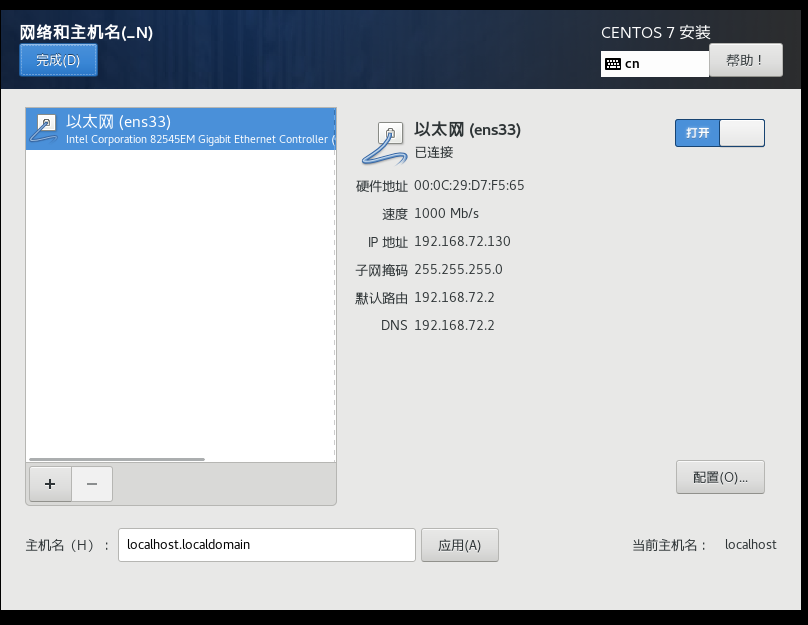 网络和主机名(_N)
CENTOS 7 安装
完成(D)
cn
帮助！
以太网 (ens33)
Intel Corporation 82545EM Gigabit Ethernet Controller (
以太网 (ens33)
已连接
打开
硬件地址 00:0C:29:D7:F5:65
速度 1000 Mb/s
IP 地址 192.168.72.130
子网掩码 255.255.255.0
默认路由 192.168.72.2
DNS 192.168.72.2
+ −
配置(O)...
主机名（H）： localhost.localdomain 应用(A) 当前主机名： localhost